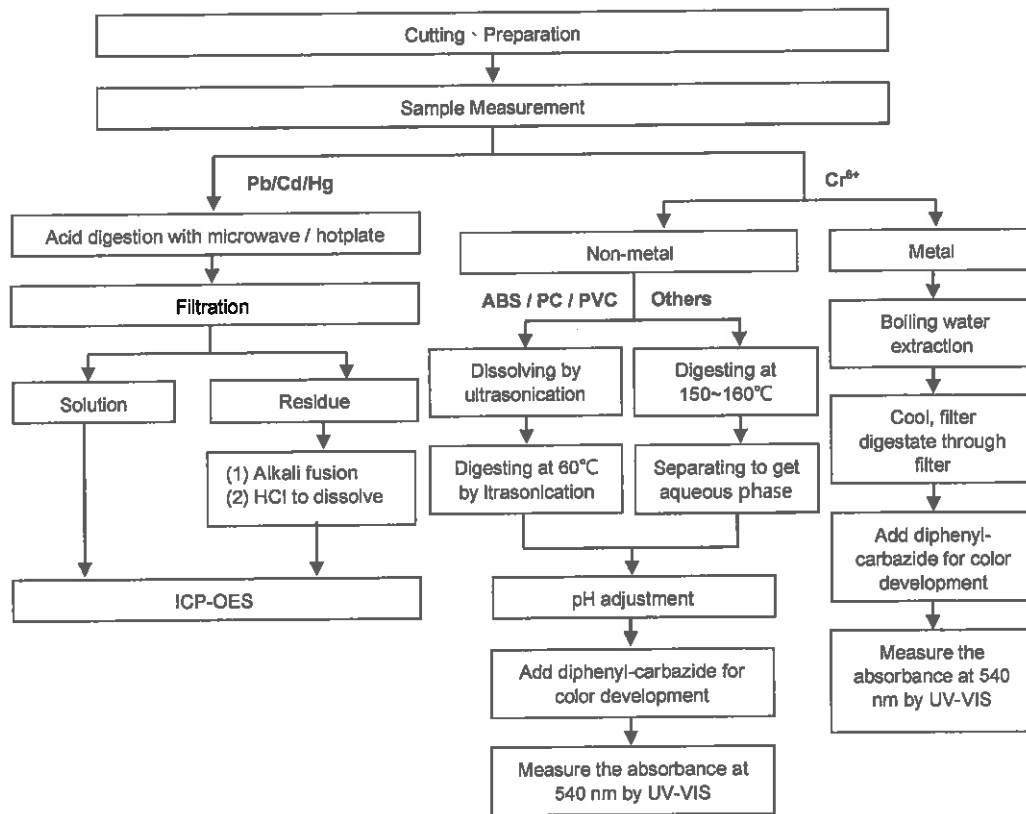 Cutting、Preparation
Sample Measurement
Pb/Cd/Hg
Cr⁶⁺
Acid digestion with microwave / hotplate
Non-metal
Metal
Filtration
ABS / PC / PVC
Others
Boiling water
extraction
Solution
Residue
Dissolving by
ultrasonication
Digesting at
150~160℃
Cool, filter
digestate through
filter
(1) Alkali fusion
(2) HCl to dissolve
Digesting at 60℃
by ltrasonication
Separating to get
aqueous phase
Add diphenyl-
carbazide for color
development
ICP-OES
pH adjustment
Measure the
absorbance at 540
nm by UV-VIS
Add diphenyl-carbazide for
color development
Measure the absorbance at
540 nm by UV-VIS